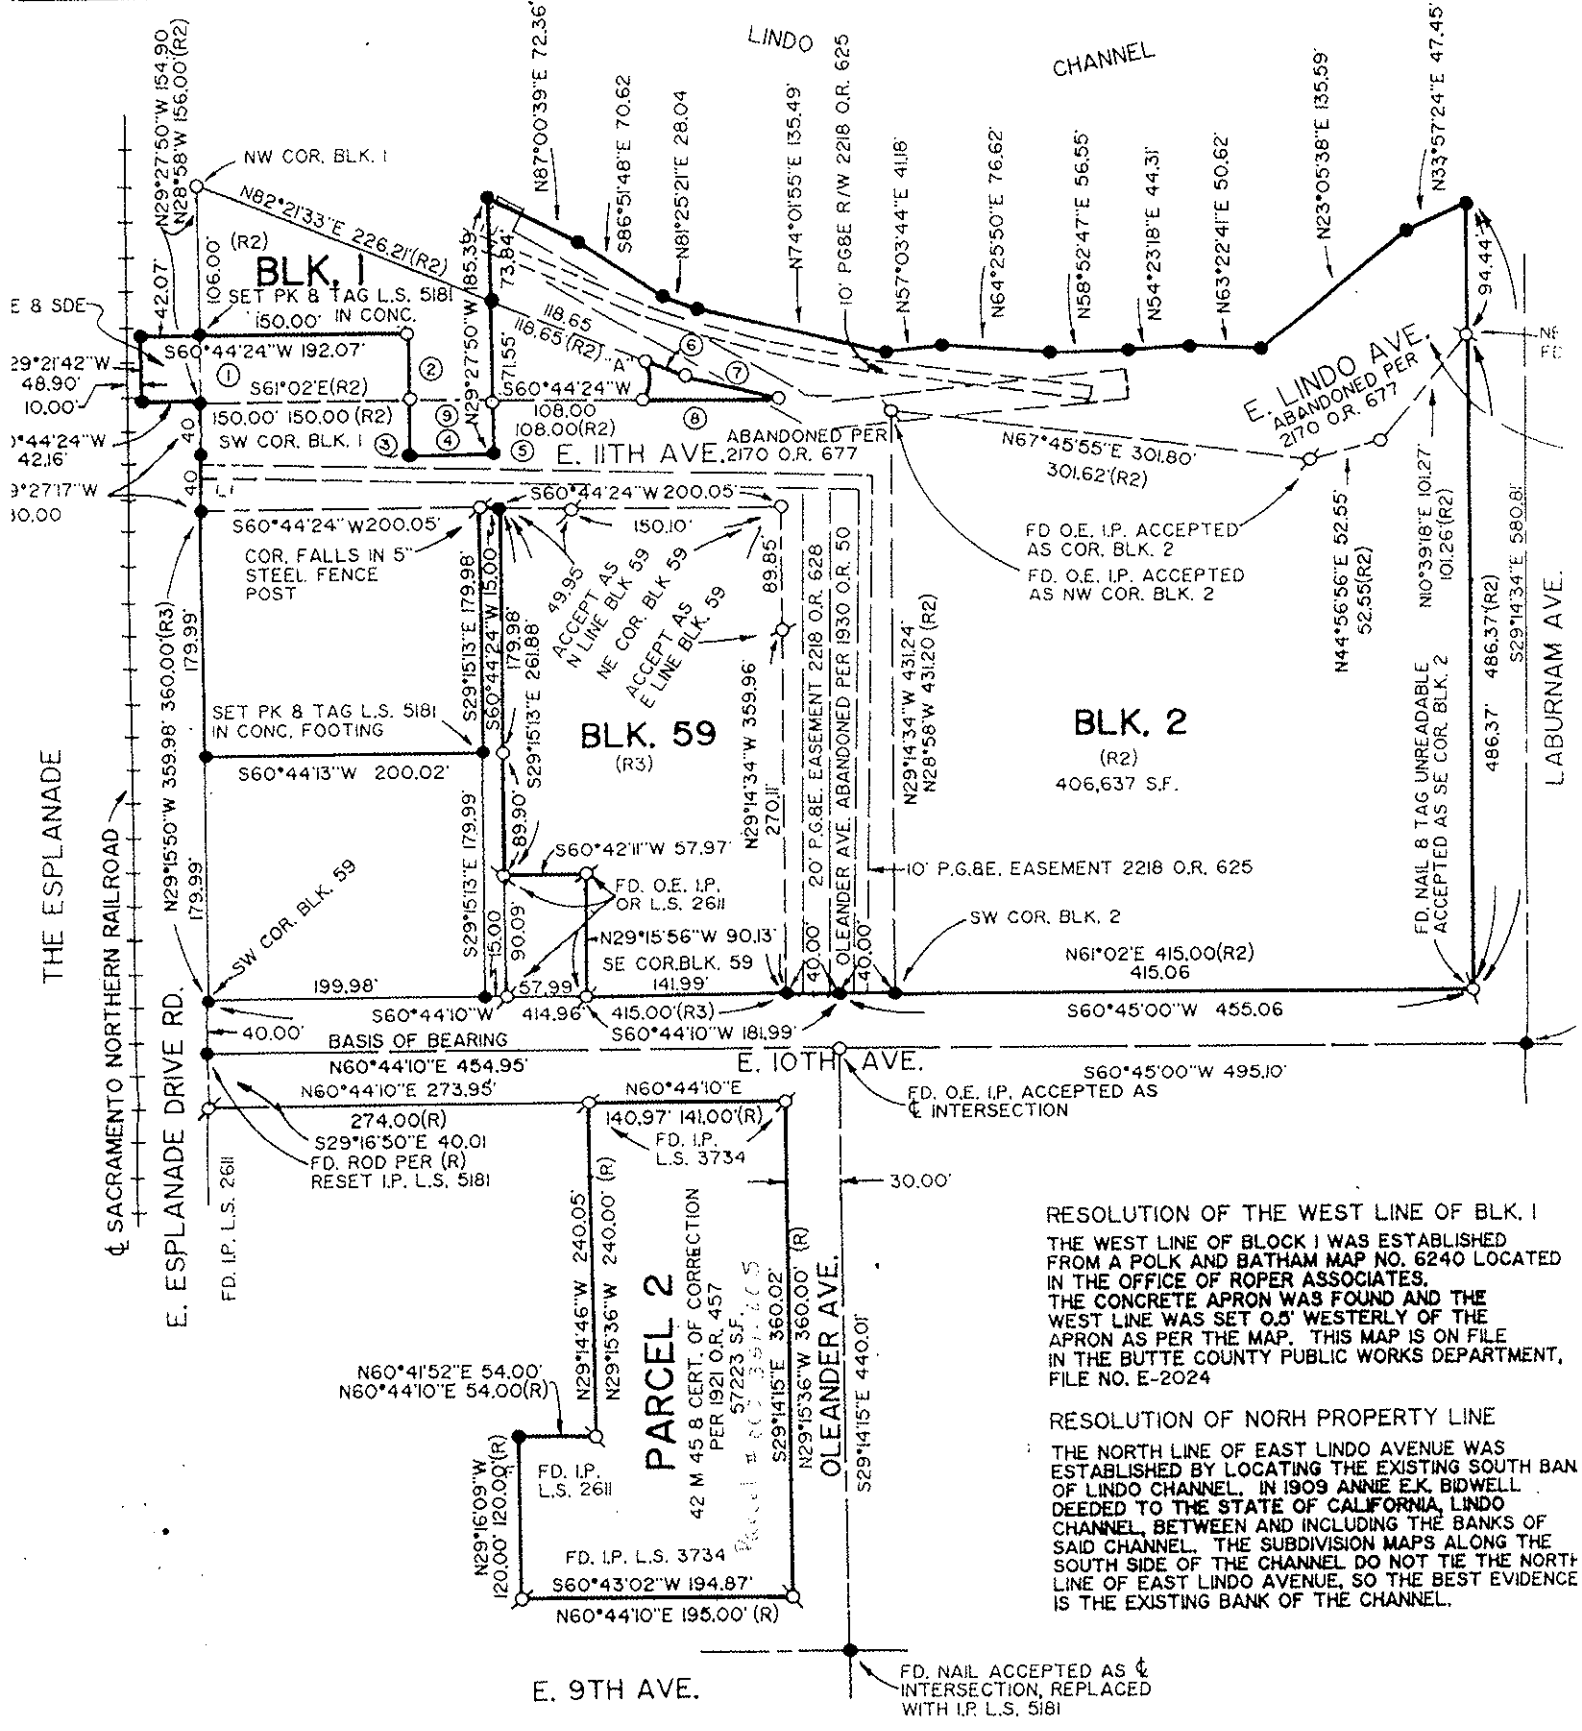 LINDO
CHANNEL
N29°27'50"W 154.90
N28°58'W 156.00'(R2)
N87°00'39"E 72.36'
S86°51'48"E 70.62
N81°25'21"E 28.04
N74°01'55"E 135.49'
10' PG&E R/W 2218 O.R. 625
N57°03'44"E 41.18'
N64°25'50"E 76.62'
N58°52'47"E 56.55'
N54°23'18"E 44.31'
N63°22'41"E 50.62'
N23°05'38"E 135.59'
N33°57'24"E 47.45'
NW COR. BLK. 1
N82°21'33"E 226.21'(R2)
106.00'
(R2)
BLK. 1
SET PK & TAG L.S. 5181
150.00' IN CONC.
S60°44'24"W 192.07'
42.07'
E & SDE
29°21'42"W
48.90'
10.00'
°44'24"W
42.16'
9°27'17"W
30.00
1
2
3
4
5
6
7
8
9
S61°02'E(R2)
150.00' 150.00 (R2)
SW COR. BLK. 1
40
40
N29°27'50"W 185.39'
73.84'
71.55'
118.65
118.65 (R2)
"A"
S60°44'24"W
108.00
108.00(R2)
E. 11TH AVE.
ABANDONED PER
2170 O.R. 677
E. LINDO AVE.
ABANDONED PER
2170 O.R. 677
94.44'
N67°45'55"E 301.80'
301.62'(R2)
S60°44'24"W 200.05'
S60°44'24"W 200.05'
150.10'
COR. FALLS IN 5"
STEEL FENCE
POST
S29°15'13"E 179.98'
S60°44'24"W 15.00'
179.98'
S29°15'13"E 261.88'
49.95
ACCEPT AS
N LINE BLK 59
NE COR. BLK 59
ACCEPT AS
E LINE BLK. 59
89.85'
FD O.E. I.P. ACCEPTED
AS COR. BLK. 2
FD. O.E. I.P. ACCEPTED
AS NW COR. BLK. 2
N44°56'56"E 52.55'
52.55(R2)
N10°39'18"E 101.27'
101.26'(R2)
486.37' 486.37'(R2)
S29°14'34"E 580.81'
LABURNAM AVE.
N29°15'50"W 359.98' 360.00'(R3)
179.99'
179.99'
SET PK & TAG L.S. 5181
IN CONC. FOOTING
S60°44'13"W 200.02'
BLK. 59
(R3)
N29°14'34"W 359.96'
270.11'
20' P.G.&E. EASEMENT 2218 O.R. 628
OLEANDER AVE. ABANDONED PER 1930 O.R. 50
N29°14'34"W 431.24'
N28°58'W 431.20 (R2)
BLK. 2
(R2)
406,637 S.F.
THE ESPLANADE
℄ SACRAMENTO NORTHERN RAILROAD
E. ESPLANADE DRIVE RD.
S29°15'13"E 179.99'
15.00
89.90'
90.09'
S60°42'11"W 57.97'
FD. O.E. I.P.
OR L.S. 2611
N29°15'56"W 90.13'
SE COR.BLK. 59
10' P.G.&E. EASEMENT 2218 O.R. 625
SW COR. BLK. 2
FD. NAIL & TAG UNREADABLE
ACCEPTED AS SE COR. BLK. 2
SW COR. BLK. 59
199.98'
57.99'
141.99'
40.00'
40.00'
N61°02'E 415.00(R2)
415.06
S60°44'10"W
414.96'
415.00'(R3)
S60°44'10"W 181.99'
S60°45'00"W 455.06
40.00'
BASIS OF BEARING
N60°44'10"E 454.95'
E. 10TH AVE.
S60°45'00"W 495.10'
N60°44'10"E 273.95'
274.00(R)
N60°44'10"E
140.97' 141.00'(R)
FD. I.P.
L.S. 3734
FD. O.E. I.P. ACCEPTED AS
℄ INTERSECTION
S29°16'50"E 40.01
FD. ROD PER (R)
RESET I.P. L.S. 5181
FD. I.P. L.S. 2611
30.00'
N29°14'46"W 240.05'
N29°15'36"W 240.00' (R)
PARCEL 2
42 M 45 & CERT. OF CORRECTION
PER 1921 O.R. 457
57223 S.F.
S29°14'15"E 360.02'
N29°15'36"W 360.00' (R)
OLEANDER AVE.
S29°14'15"E 440.01'
N60°41'52"E 54.00'
N60°44'10"E 54.00(R)
N29°16'09"W
120.00' 120.00'(R)
FD. I.P.
L.S. 2611
FD. I.P. L.S. 3734
S60°43'02"W 194.87'
N60°44'10"E 195.00' (R)
E. 9TH AVE.
FD. NAIL ACCEPTED AS ℄
INTERSECTION, REPLACED
WITH I.P. L.S. 5181
RESOLUTION OF THE WEST LINE OF BLK. 1
THE WEST LINE OF BLOCK 1 WAS ESTABLISHED
FROM A POLK AND BATHAM MAP NO. 6240 LOCATED
IN THE OFFICE OF ROPER ASSOCIATES.
THE CONCRETE APRON WAS FOUND AND THE
WEST LINE WAS SET 0.5' WESTERLY OF THE
APRON AS PER THE MAP. THIS MAP IS ON FILE
IN THE BUTTE COUNTY PUBLIC WORKS DEPARTMENT,
FILE NO. E-2024
RESOLUTION OF NORH PROPERTY LINE
THE NORTH LINE OF EAST LINDO AVENUE WAS
ESTABLISHED BY LOCATING THE EXISTING SOUTH BAN
OF LINDO CHANNEL. IN 1909 ANNIE E.K. BIDWELL
DEEDED TO THE STATE OF CALIFORNIA, LINDO
CHANNEL, BETWEEN AND INCLUDING THE BANKS OF
SAID CHANNEL. THE SUBDIVISION MAPS ALONG THE
SOUTH SIDE OF THE CHANNEL DO NOT TIE THE NORTH
LINE OF EAST LINDO AVENUE, SO THE BEST EVIDENCE
IS THE EXISTING BANK OF THE CHANNEL.